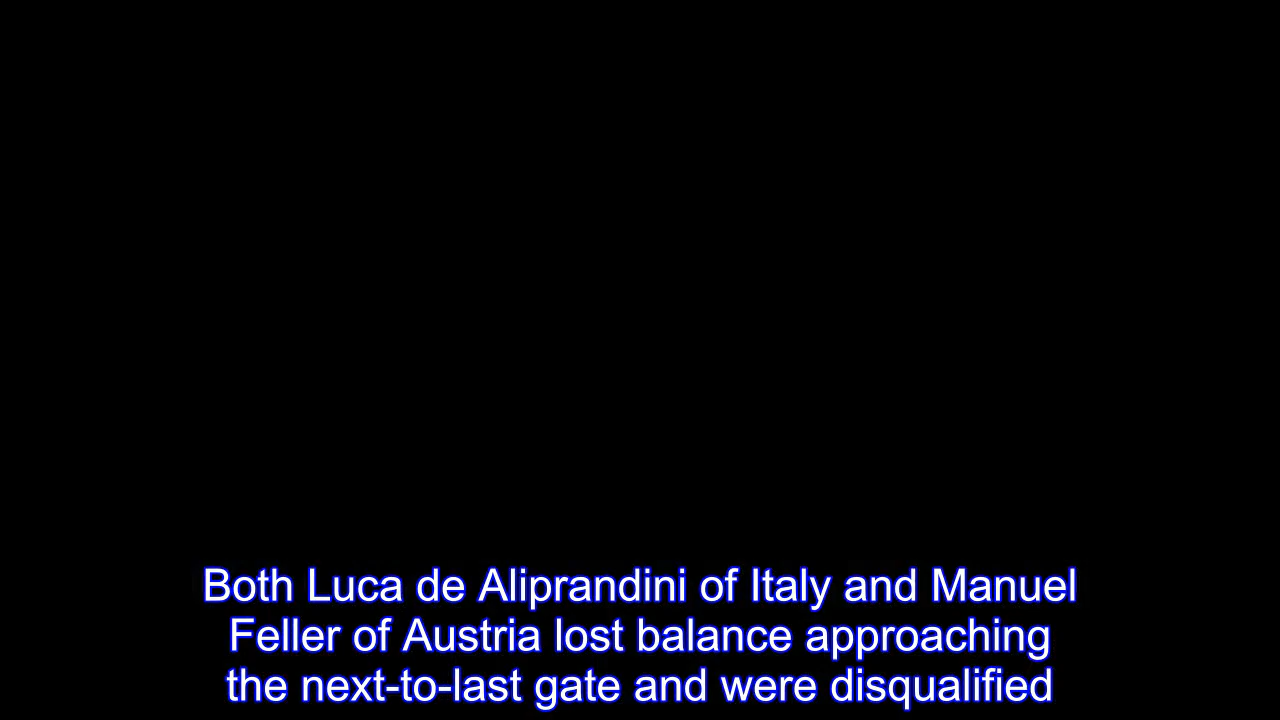 Both Luca de Aliprandini of Italy and Manuel
Feller of Austria lost balance approaching
the next-to-last gate and were disqualified